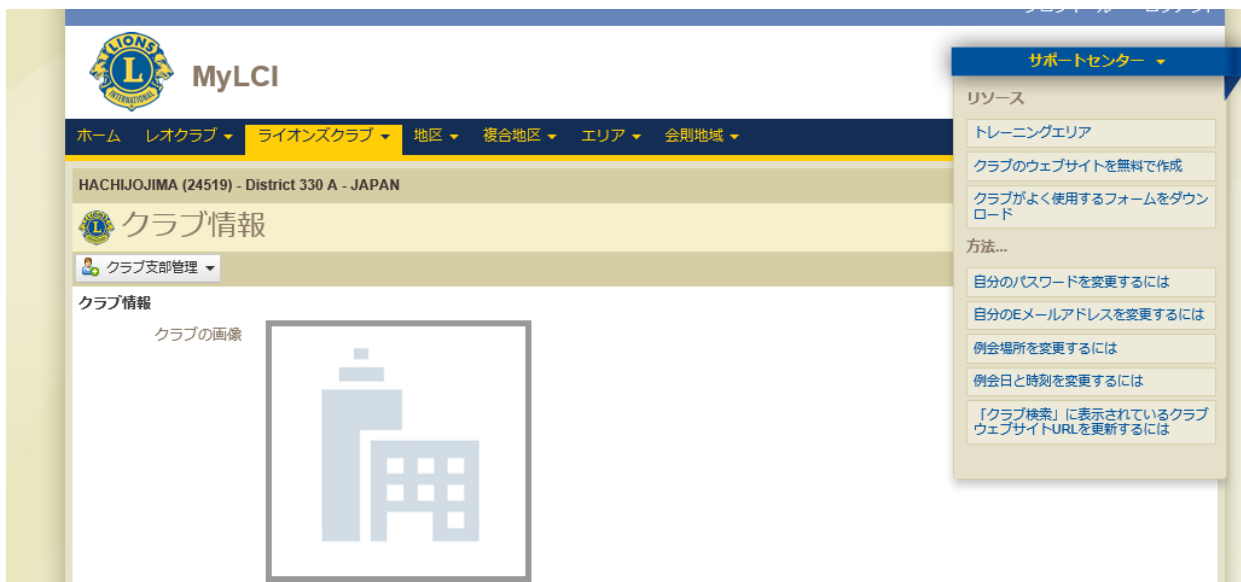 LIONS
L
INTERNATIONAL
MyLCI
サポートセンター
ホーム レオクラブ ライオンズクラブ 地区 複合地区 エリア 会則地域
HACHIJOJIMA (24519) - District 330 A - JAPAN
クラブ情報
クラブ支部管理
クラブ情報
クラブの画像
リソース
トレーニングエリア
クラブのウェブサイトを無料で作成
クラブがよく使用するフォームをダウン
ロード
方法...
自分のパスワードを変更するには
自分のEメールアドレスを変更するには
例会場所を変更するには
例会日と時刻を変更するには
「クラブ検索」に表示されているクラブ
ウェブサイトURLを更新するには